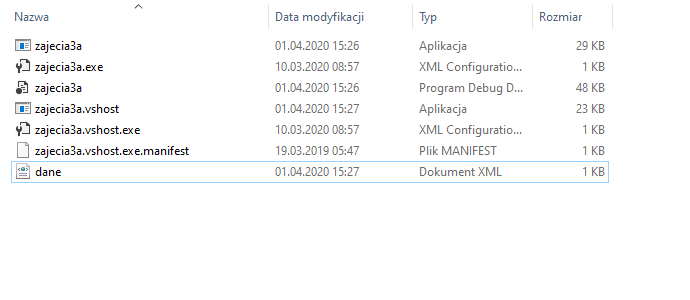 Nazwa Data modyfikacji Typ Rozmiar
zajecia3a 01.04.2020 15:26 Aplikacja 29 KB
zajecia3a.exe 10.03.2020 08:57 XML Configuratio... 1 KB
zajecia3a 01.04.2020 15:26 Program Debug D... 48 KB
zajecia3a.vshost 01.04.2020 15:27 Aplikacja 23 KB
zajecia3a.vshost.exe 10.03.2020 08:57 XML Configuratio... 1 KB
zajecia3a.vshost.exe.manifest 19.03.2019 05:47 Plik MANIFEST 1 KB
dane 01.04.2020 15:27 Dokument XML 1 KB